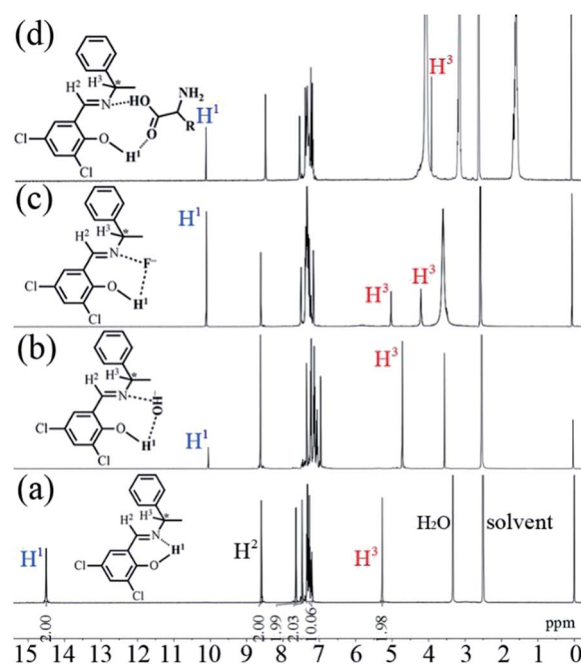 (d)
H³
*
H²
N
HO
NH₂
O
R
H¹
O
H¹
Cl
Cl
H³
(c)
H¹
H³
*
H²
N
F⁻
O
H¹
Cl
Cl
H³
H³
(b)
H³
*
H²
N
HO⁻
O
H¹
Cl
Cl
H¹
H³
(a)
H³
*
H²
N
H¹
O
Cl
Cl
H¹
H²
H³
H₂O
solvent
2.00
2.00
1.99
2.03
10.06
1.98
ppm
15 14 13 12 11 10 9 8 7 6 5 4 3 2 1 0